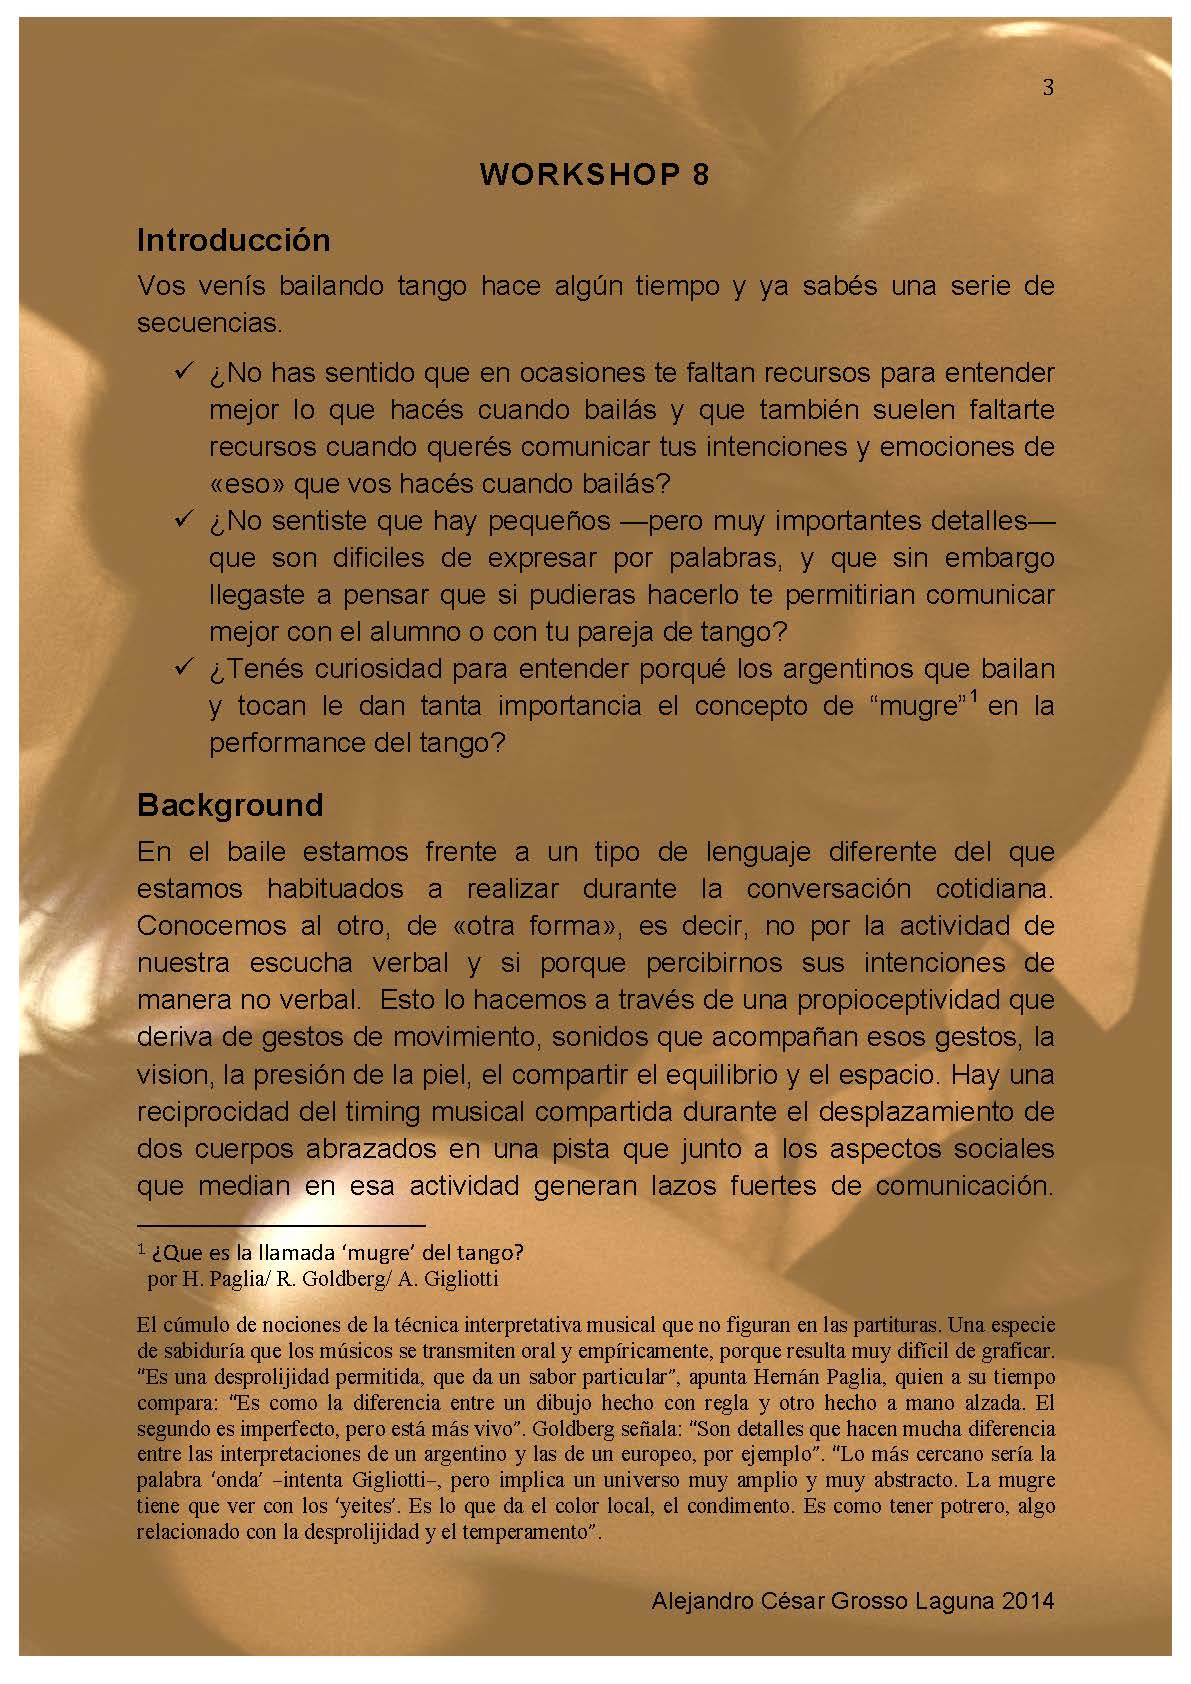 3
WORKSHOP 8
Introducción
Vos venís bailando tango hace algún tiempo y ya sabés una serie de
secuencias.
✓ ¿No has sentido que en ocasiones te faltan recursos para entender
mejor lo que hacés cuando bailás y que también suelen faltarte
recursos cuando querés comunicar tus intenciones y emociones de
«eso» que vos hacés cuando bailás?
✓ ¿No sentiste que hay pequeños —pero muy importantes detalles—
que son dificiles de expresar por palabras, y que sin embargo
llegaste a pensar que si pudieras hacerlo te permitirian comunicar
mejor con el alumno o con tu pareja de tango?
✓ ¿Tenés curiosidad para entender porqué los argentinos que bailan
y tocan le dan tanta importancia el concepto de “mugre”1 en la
performance del tango?
Background
En el baile estamos frente a un tipo de lenguaje diferente del que
estamos habituados a realizar durante la conversación cotidiana.
Conocemos al otro, de «otra forma», es decir, no por la actividad de
nuestra escucha verbal y si porque percibirnos sus intenciones de
manera no verbal. Esto lo hacemos a través de una propioceptividad que
deriva de gestos de movimiento, sonidos que acompañan esos gestos, la
vision, la presión de la piel, el compartir el equilibrio y el espacio. Hay una
reciprocidad del timing musical compartida durante el desplazamiento de
dos cuerpos abrazados en una pista que junto a los aspectos sociales
que median en esa actividad generan lazos fuertes de comunicación.
1 ¿Que es la llamada ‘mugre’ del tango?
por H. Paglia/ R. Goldberg/ A. Gigliotti
El cúmulo de nociones de la técnica interpretativa musical que no figuran en las partituras. Una especie
de sabiduría que los músicos se transmiten oral y empíricamente, porque resulta muy difícil de graficar.
"Es una desprolijidad permitida, que da un sabor particular", apunta Hernán Paglia, quien a su tiempo
compara: "Es como la diferencia entre un dibujo hecho con regla y otro hecho a mano alzada. El
segundo es imperfecto, pero está más vivo". Goldberg señala: "Son detalles que hacen mucha diferencia
entre las interpretaciones de un argentino y las de un europeo, por ejemplo". "Lo más cercano sería la
palabra 'onda' –intenta Gigliotti–, pero implica un universo muy amplio y muy abstracto. La mugre
tiene que ver con los 'yeites'. Es lo que da el color local, el condimento. Es como tener potrero, algo
relacionado con la desprolijidad y el temperamento".
Alejandro César Grosso Laguna 2014